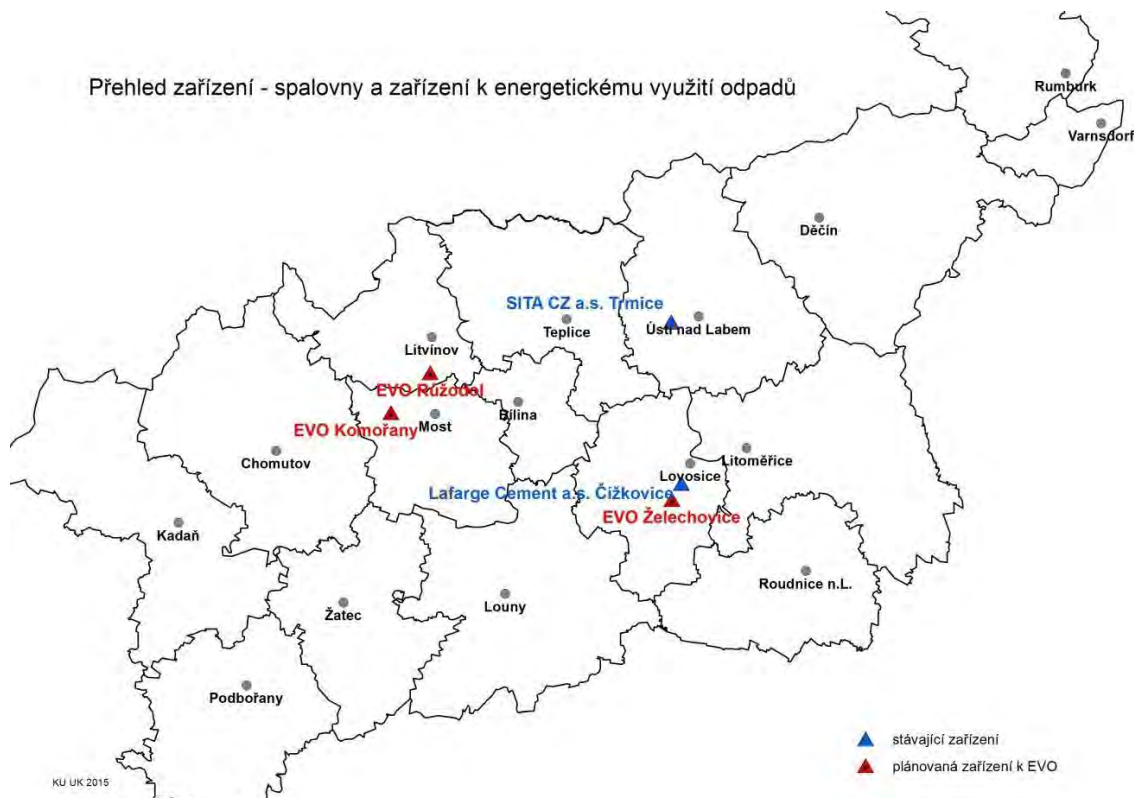 Přehled zařízení - spalovny a zařízení k energetickému využití odpadů
Rumburk
Varnsdorf
Děčín
SITA CZ a.s. Trmice
Teplice
Ústí nad Labem
Litvínov
EVO Růžodol
Bílina
EVO Komořany
Most
Chomutov
Litoměřice
Lovosice
Lafarge Cement a.s. Čížkovice
EVO Želechovice
Kadaň
Roudnice n.L.
Louny
Žatec
Podbořany
stávající zařízení
plánovaná zařízení k EVO
KU UK 2015